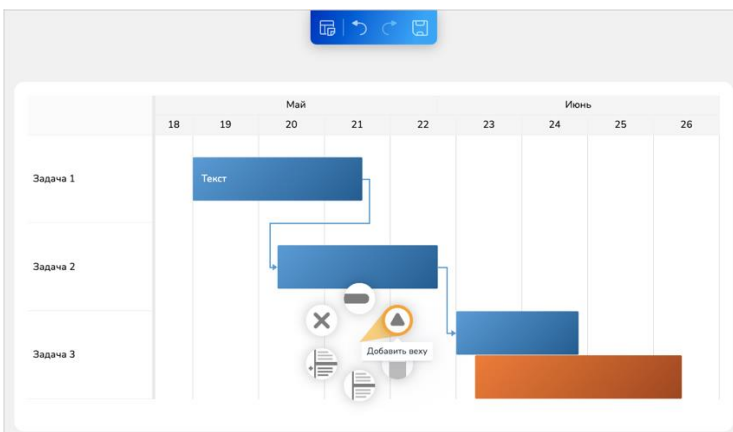 Май Июнь
18 19 20 21 22 23 24 25 26
Задача 1
Текст
Задача 2
Добавить веху
Задача 3